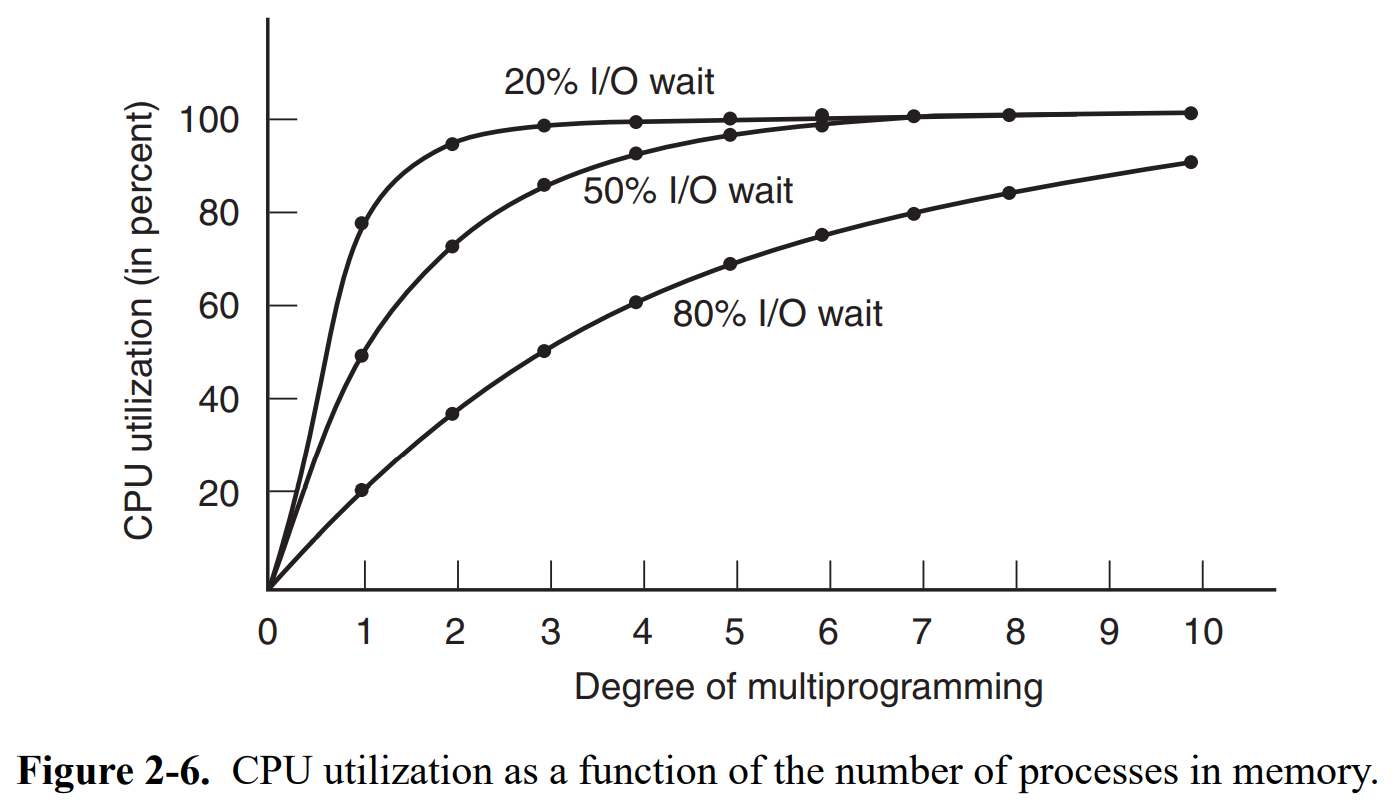 20% I/O wait
100
50% I/O wait
80
60
80% I/O wait
40
20
CPU utilization (in percent)
0 1 2 3 4 5 6 7 8 9 10
Degree of multiprogramming
Figure 2-6. CPU utilization as a function of the number of processes in memory.